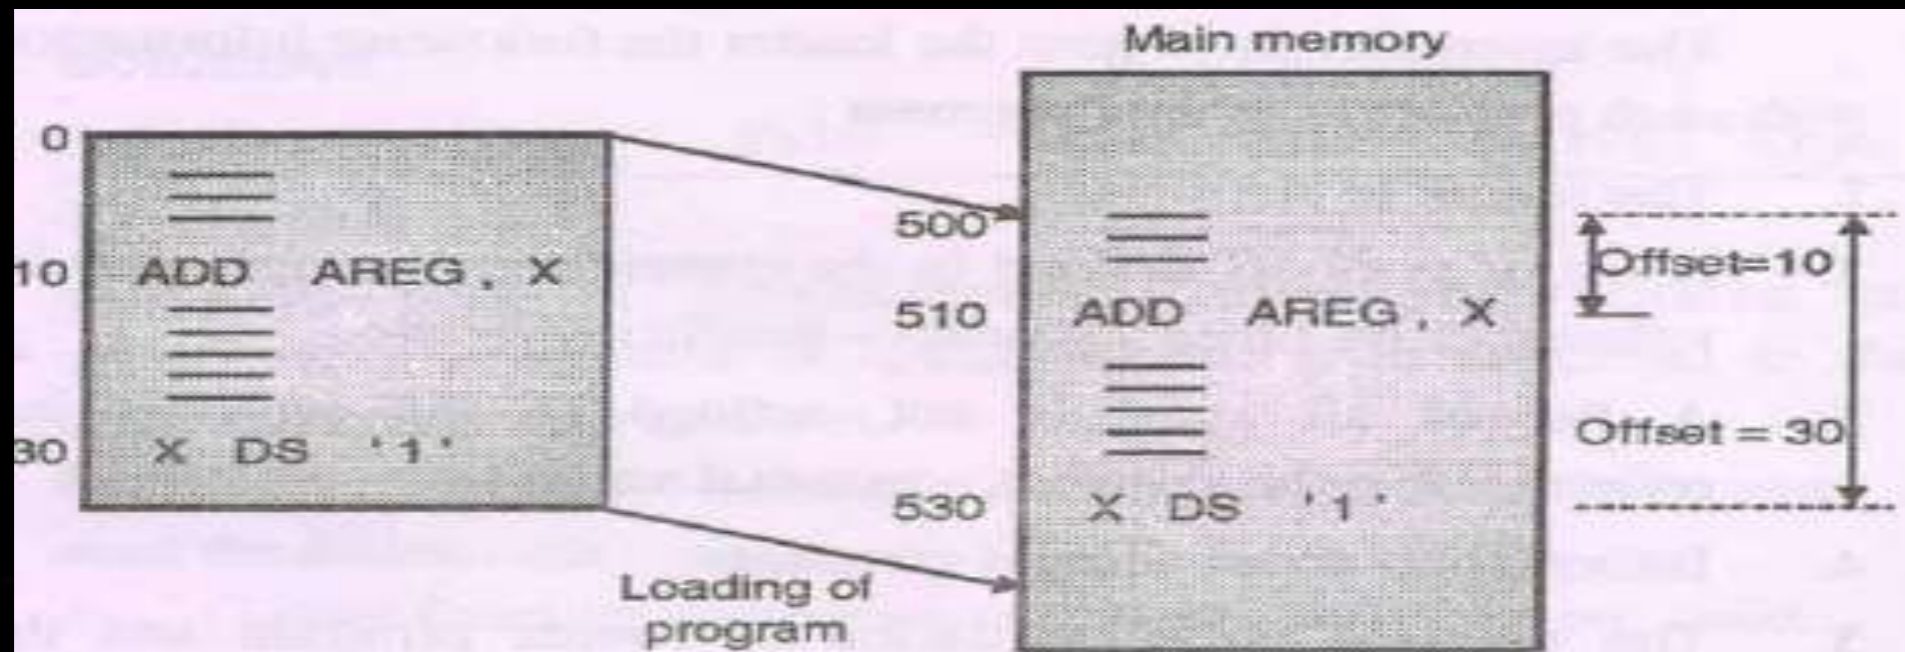 Main memory
0
10 ADD AREG, X
30 X DS '1'
500
510 ADD AREG, X
530 X DS '1'
Offset=10
Offset = 30
Loading of
program